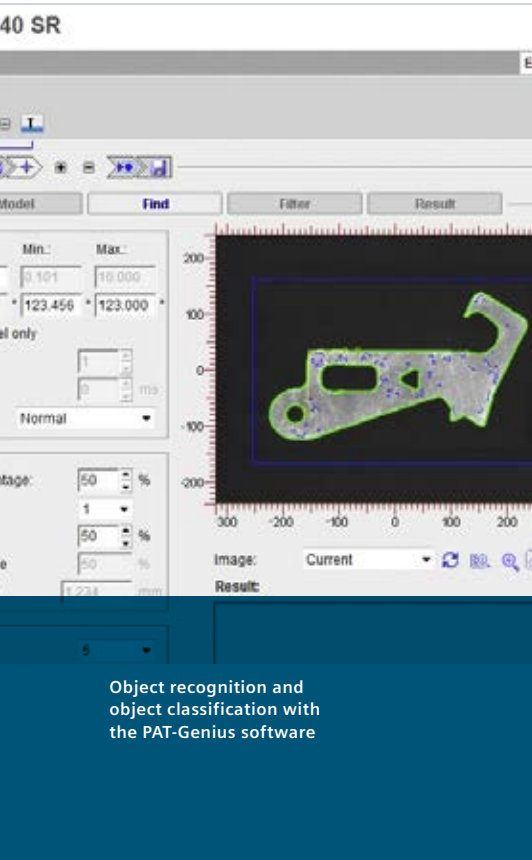 40 SR
E
Model
Find
Filter
Result
Min.: Max.:
0.101 10.000
° 123.456 ° 123.000 °
el only
1
0 ms
Normal
ntage: 50 %
1
50 %
e 50 %
1.234 mm
5
200
100
0
-100
-200
300 -200 -100 0 100 200
Image: Current
Result:
Object recognition and
object classification with
the PAT-Genius software